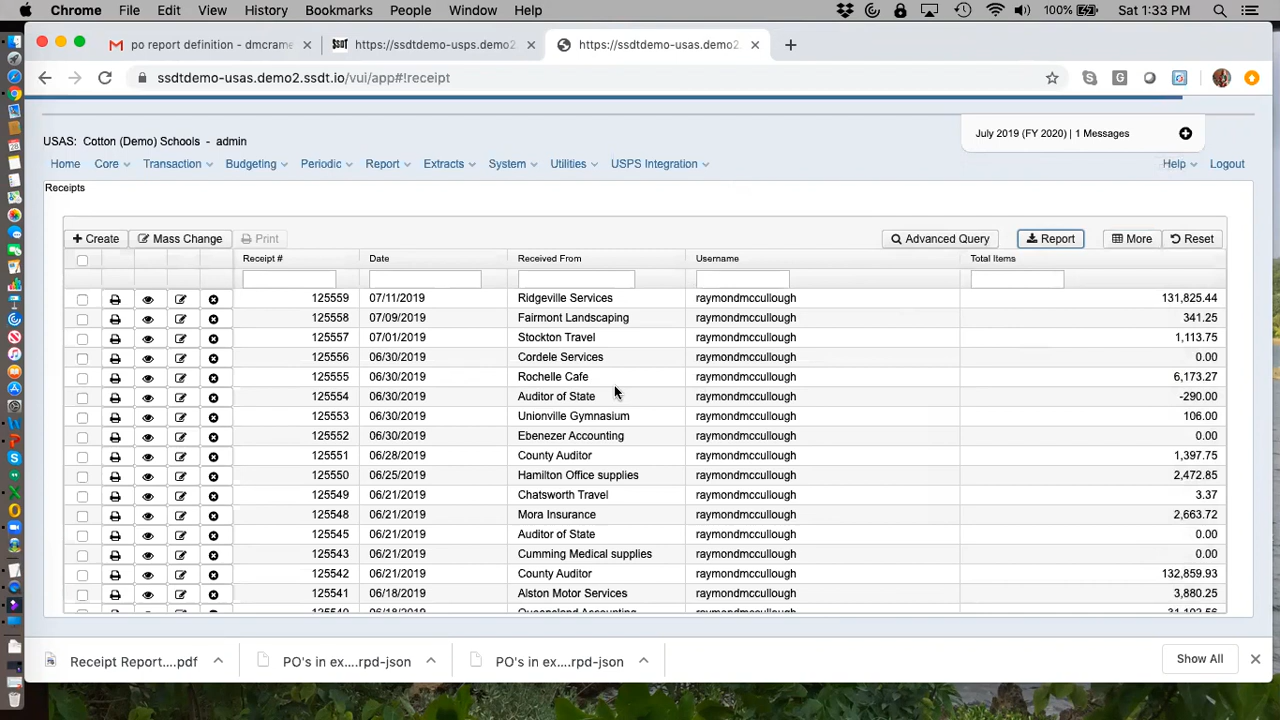 Chrome File Edit View History Bookmarks People Window Help 100% Sat 1:33 PM
po report definition - dmcrame https://ssdtdemo-usps.demo2 https://ssdtdemo-usas.demo2.
ssdtdemo-usas.demo2.ssdt.io/vui/app#!receipt
July 2019 (FY 2020) | 1 Messages
USAS: Cotton (Demo) Schools - admin
Home Core Transaction Budgeting Periodic Report Extracts System Utilities USPS Integration Help Logout
Receipts
Create Mass Change Print Advanced Query Report More Reset
Receipt # Date Received From Username Total Items
125559 07/11/2019 Ridgeville Services raymondmccullough 131,825.44
125558 07/09/2019 Fairmont Landscaping raymondmccullough 341.25
125557 07/01/2019 Stockton Travel raymondmccullough 1,113.75
125556 06/30/2019 Cordele Services raymondmccullough 0.00
125555 06/30/2019 Rochelle Cafe raymondmccullough 6,173.27
125554 06/30/2019 Auditor of State raymondmccullough -290.00
125553 06/30/2019 Unionville Gymnasium raymondmccullough 106.00
125552 06/30/2019 Ebenezer Accounting raymondmccullough 0.00
125551 06/28/2019 County Auditor raymondmccullough 1,397.75
125550 06/25/2019 Hamilton Office supplies raymondmccullough 2,472.85
125549 06/21/2019 Chatsworth Travel raymondmccullough 3.37
125548 06/21/2019 Mora Insurance raymondmccullough 2,663.72
125545 06/21/2019 Auditor of State raymondmccullough 0.00
125543 06/21/2019 Cumming Medical supplies raymondmccullough 0.00
125542 06/21/2019 County Auditor raymondmccullough 132,859.93
125541 06/18/2019 Alston Motor Services raymondmccullough 3,880.25
125540 06/18/2019 Queensland Accounting raymondmccullough
Receipt Report....pdf PO's in ex....rpd-json PO's in ex....rpd-json Show All